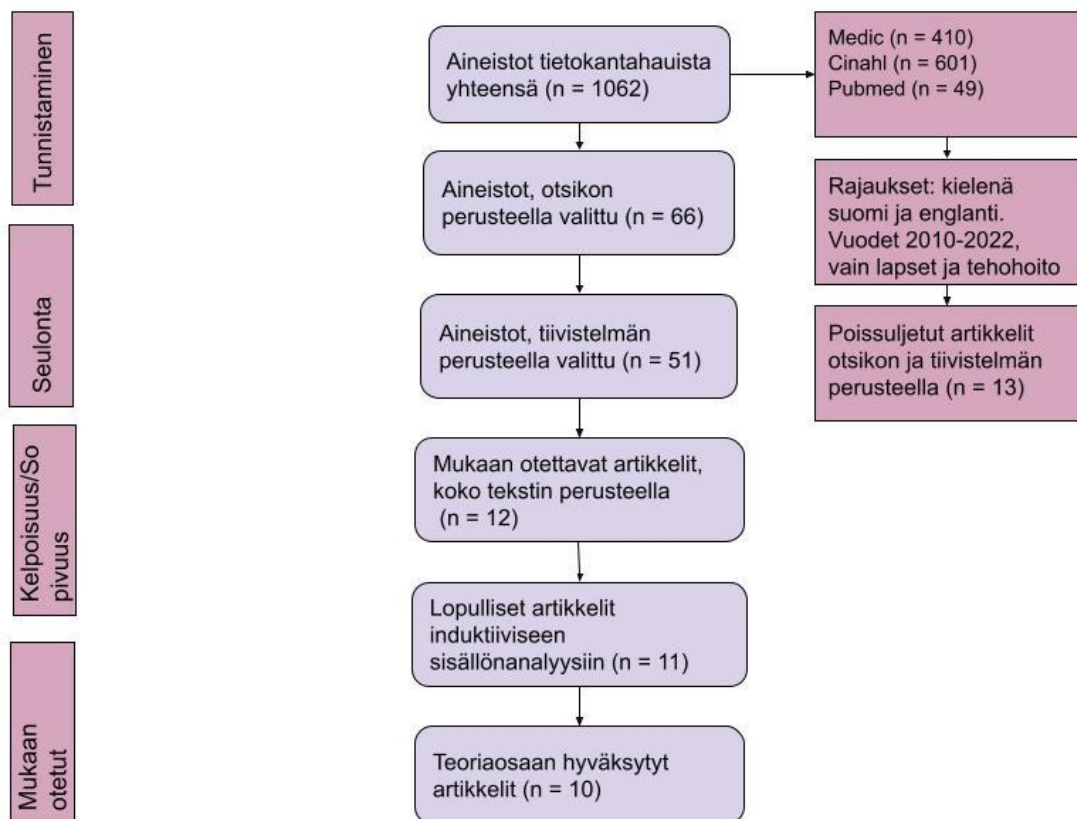 Tunnistaminen
Aineistot tietokantahauista
yhteensä (n = 1062)
Medic (n = 410)
Cinahl (n = 601)
Pubmed (n = 49)
Aineistot, otsikon
perusteella valittu (n = 66)
Rajaukset: kielenä
suomi ja englanti.
Vuodet 2010-2022,
vain lapset ja tehohoito
Seulonta
Aineistot, tiivistelmän
perusteella valittu (n = 51)
Poissuljetut artikkelit
otsikon ja tiivistelmän
perusteella (n = 13)
Kelpoisuus/So
pivuus
Mukaan otettavat artikkelit,
koko tekstin perusteella
(n = 12)
Lopulliset artikkelit
induktiiviseen
sisällönanalyysiin (n = 11)
Mukaan
otetut
Teoriaosaan hyväksytyt
artikkelit (n = 10)